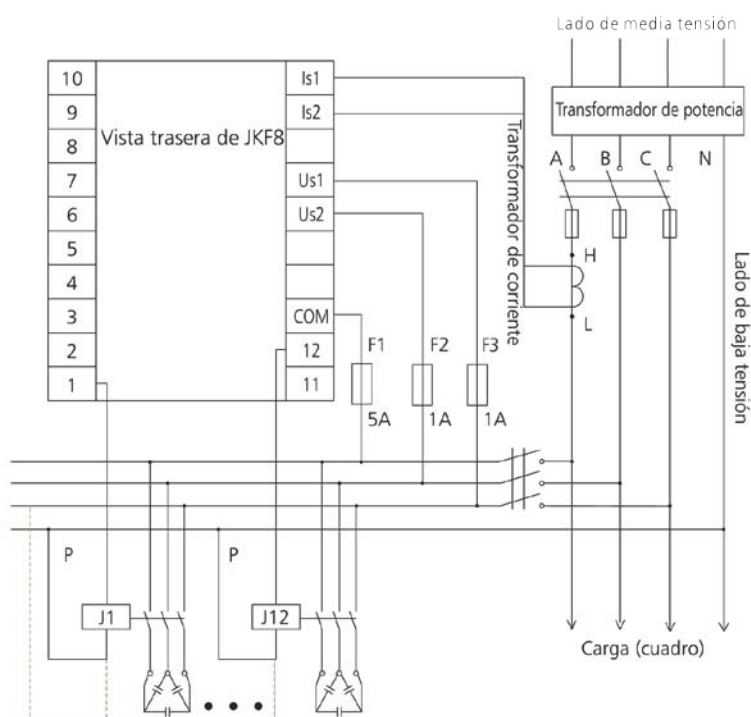 Lado de media tensión
10 Is1
9 Is2
8
7 Us1
6 Us2
5
4
3 COM
2 12
1 11
Vista trasera de JKF8
Transformador de corriente
Transformador de potencia
A B C N
H
L
Lado de baja tensión
F1 F2 F3
5A 1A 1A
P P
J1 J12
Carga (cuadro)